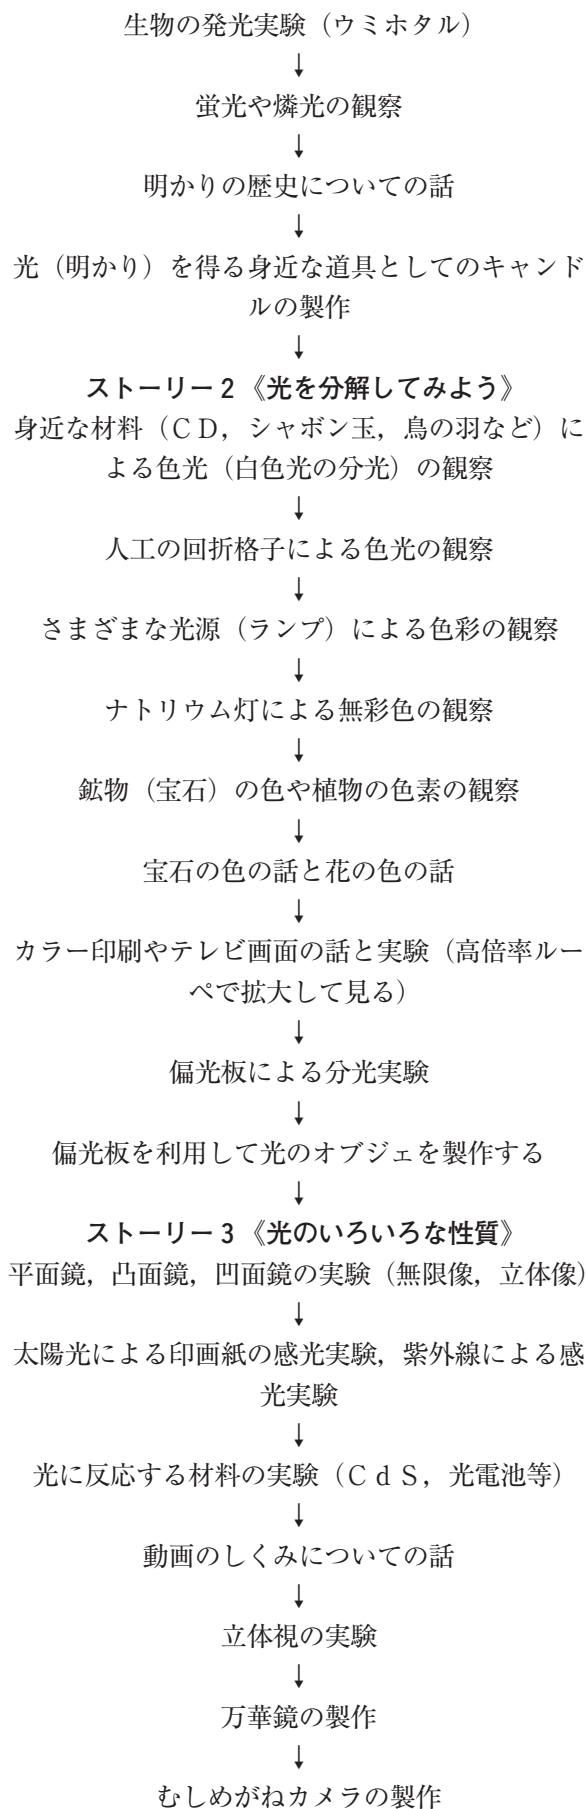 生物の発光実験（ウミホタル）
↓
蛍光や燐光の観察
↓
明かりの歴史についての話
↓
光（明かり）を得る身近な道具としてのキャンド
ルの製作
↓
ストーリー２《光を分解してみよう》
身近な材料（ＣＤ，シャボン玉，鳥の羽など）に
よる色光（白色光の分光）の観察
↓
人工の回折格子による色光の観察
↓
さまざまな光源（ランプ）による色彩の観察
↓
ナトリウム灯による無彩色の観察
↓
鉱物（宝石）の色や植物の色素の観察
↓
宝石の色の話と花の色の話
↓
カラー印刷やテレビ画面の話と実験（高倍率ルー
ペで拡大して見る）
↓
偏光板による分光実験
↓
偏光板を利用して光のオブジェを製作する
↓
ストーリー３《光のいろいろな性質》
平面鏡，凸面鏡，凹面鏡の実験（無限像，立体像）
↓
太陽光による印画紙の感光実験，紫外線による感
光実験
↓
光に反応する材料の実験（ＣｄＳ，光電池等）
↓
動画のしくみについての話
↓
立体視の実験
↓
万華鏡の製作
↓
むしめがねカメラの製作